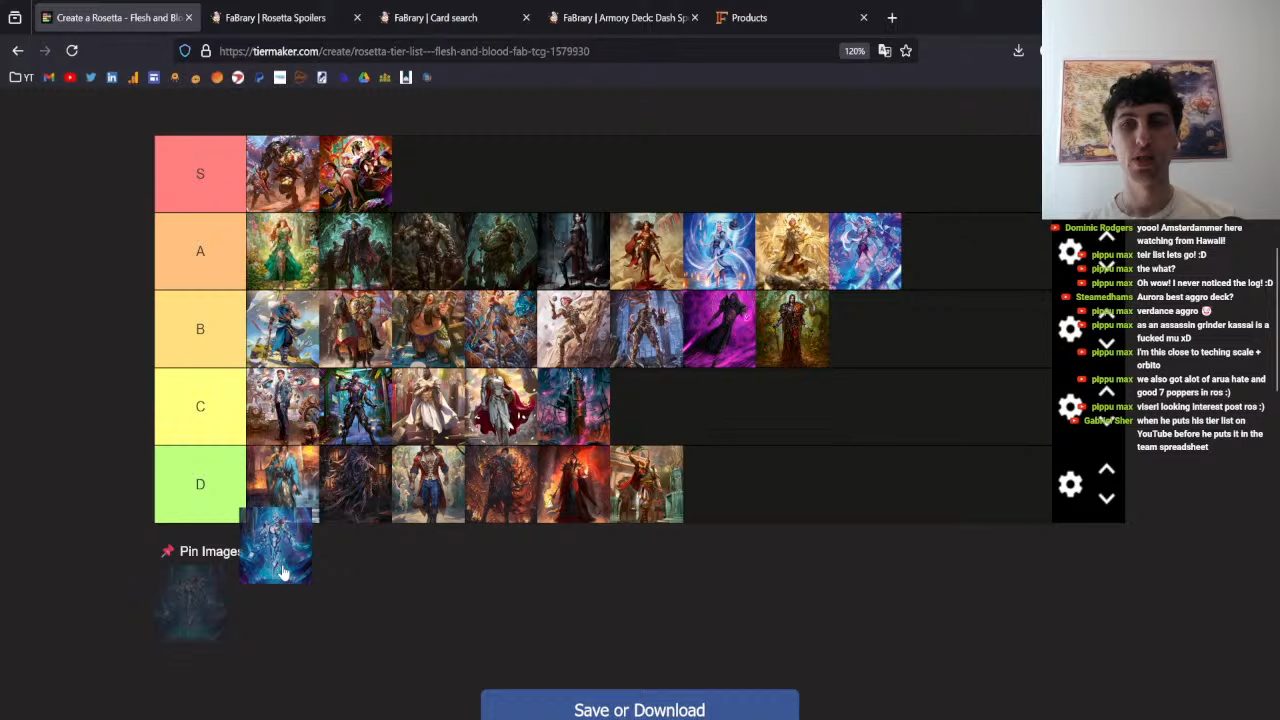 Create a Rosetta - Flesh and Blo
FaBrary | Rosetta Spoilers
FaBrary | Card search
FaBrary | Armory Deck: Dash Sp
Products
https://tiermaker.com/create/rosetta-tier-list---flesh-and-blood-fab-tcg-1579930
120%
YT
S
A
B
C
D
Pin Images
Save or Download
Dominic Rodgers yooo! Amsterdammer here
watching from Hawaii!
pippu max teir list lets go! :D
pippu max the what?
pippu max Oh wow! I never noticed the log! :D
Steamedhams Aurora best aggro deck?
pippu max verdance aggro
pippu max as an assassin grinder kassai is a
fucked mu xD
pippu max I'm this close to teching scale +
orbito
pippu max we also got alot of arua hate and
good 7 poppers in ros :)
pippu max viseri looking interest post ros :)
Sher when he puts his tier list on
YouTube before he puts it in the
team spreadsheet